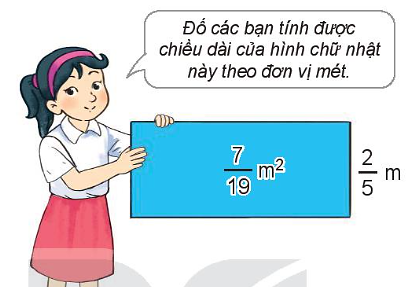 Đố các bạn tính được
chiều dài của hình chữ nhật
này theo đơn vị mét.
7/19 m²
2/5 m